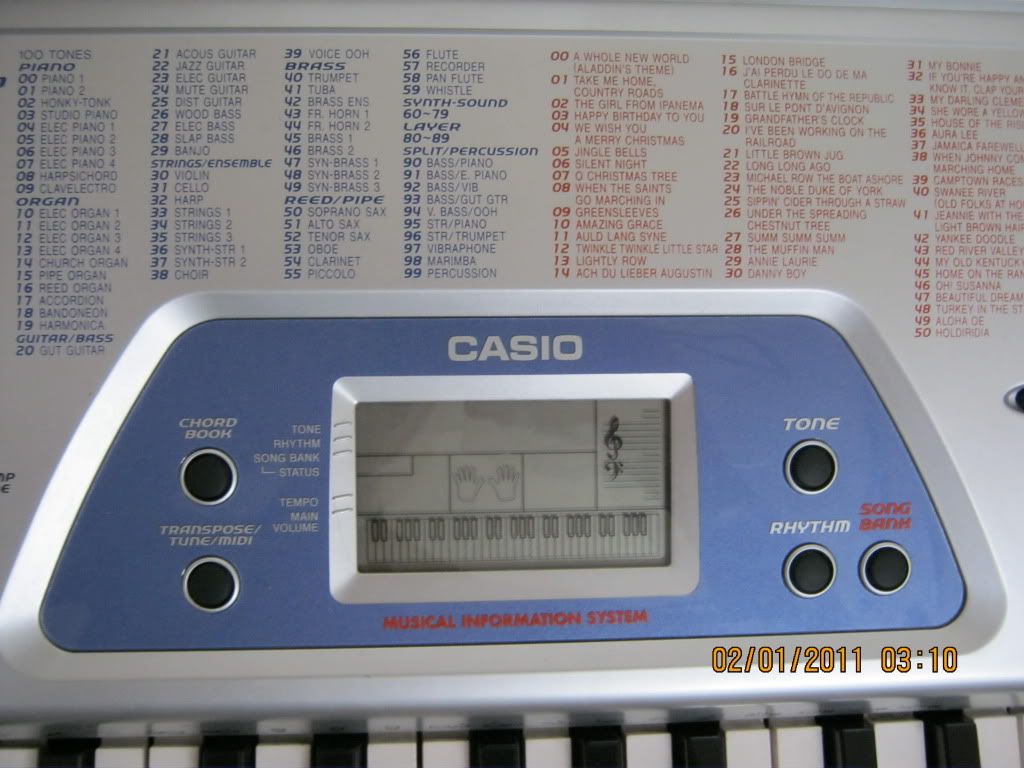 100 TONES
PIANO
00 PIANO 1
01 PIANO 2
02 HONKY-TONK
03 STUDIO PIANO
04 ELEC PIANO 1
05 ELEC PIANO 2
06 ELEC PIANO 3
07 ELEC PIANO 4
08 HARPSICHORD
09 CLAVELECTRO
ORGAN
10 ELEC ORGAN 1
11 ELEC ORGAN 2
12 ELEC ORGAN 3
13 ELEC ORGAN 4
14 CHURCH ORGAN
15 PIPE ORGAN
16 REED ORGAN
17 ACCORDION
18 BANDONEON
19 HARMONICA
GUITAR/BASS
20 GUT GUITAR
21 ACOUS GUITAR
22 JAZZ GUITAR
23 ELEC GUITAR
24 MUTE GUITAR
25 DIST GUITAR
26 WOOD BASS
27 ELEC BASS
28 SLAP BASS
29 BANJO
STRINGS/ENSEMBLE
30 VIOLIN
31 CELLO
32 HARP
33 STRINGS 1
34 STRINGS 2
35 STRINGS 3
36 SYNTH-STR 1
37 SYNTH-STR 2
38 CHOIR
39 VOICE OOH
BRASS
40 TRUMPET
41 TUBA
42 BRASS ENS
43 FR. HORN 1
44 FR. HORN 2
45 BRASS 1
46 BRASS 2
47 SYN-BRASS 1
48 SYN-BRASS 2
49 SYN-BRASS 3
REED/PIPE
50 SOPRANO SAX
51 ALTO SAX
52 TENOR SAX
53 OBOE
54 CLARINET
55 PICCOLO
56 FLUTE
57 RECORDER
58 PAN FLUTE
59 WHISTLE
SYNTH-SOUND
60~79
LAYER
80~89
SPLIT/PERCUSSION
90 BASS/PIANO
91 BASS/E. PIANO
92 BASS/VIB
93 BASS/GUT GTR
94 V. BASS/OOH
95 STR/PIANO
96 STR/TRUMPET
97 VIBRAPHONE
98 MARIMBA
99 PERCUSSION
00 A WHOLE NEW WORLD
(ALADDIN'S THEME)
01 TAKE ME HOME,
COUNTRY ROADS
02 THE GIRL FROM IPANEMA
03 HAPPY BIRTHDAY TO YOU
04 WE WISH YOU
A MERRY CHRISTMAS
05 JINGLE BELLS
06 SILENT NIGHT
07 O CHRISTMAS TREE
08 WHEN THE SAINTS
GO MARCHING IN
09 GREENSLEEVES
10 AMAZING GRACE
11 AULD LANG SYNE
12 TWINKLE TWINKLE LITTLE STAR
13 LIGHTLY ROW
14 ACH DU LIEBER AUGUSTIN
15 LONDON BRIDGE
16 J'AI PERDU LE DO DE MA
CLARINETTE
17 BATTLE HYMN OF THE REPUBLIC
18 SUR LE PONT D'AVIGNON
19 GRANDFATHER'S CLOCK
20 I'VE BEEN WORKING ON THE
RAILROAD
21 LITTLE BROWN JUG
22 LONG LONG AGO
23 MICHAEL ROW THE BOAT ASHORE
24 THE NOBLE DUKE OF YORK
25 SIPPIN' CIDER THROUGH A STRAW
26 UNDER THE SPREADING
CHESTNUT TREE
27 SUMM SUMM SUMM
28 THE MUFFIN MAN
29 ANNIE LAURIE
30 DANNY BOY
31 MY BONNIE
32 IF YOU'RE HAPPY AN
KNOW IT, CLAP YOUR
33 MY DARLING CLEME
34 SHE WORE A YELLOW
35 HOUSE OF THE RIS
36 AURA LEE
37 JAMAICA FAREWELL
38 WHEN JOHNNY CO
MARCHING HOME
39 CAMPTOWN RACES
40 SWANEE RIVER
(OLD FOLKS AT HO
41 JEANNIE WITH THE
LIGHT BROWN HAIR
42 YANKEE DOODLE
43 RED RIVER VALLEY
44 MY OLD KENTUCKY
45 HOME ON THE RAN
46 OH! SUSANNA
47 BEAUTIFUL DREAM
48 TURKEY IN THE ST
49 ALOHA OE
50 HOLDIRIDIA
CASIO
CHORD
BOOK
TONE
RHYTHM
SONG BANK
STATUS
TEMPO
MAIN
VOLUME
TRANSPOSE/
TUNE/MIDI
TONE
RHYTHM
SONG
BANK
MUSICAL INFORMATION SYSTEM
02/01/2011 03:10